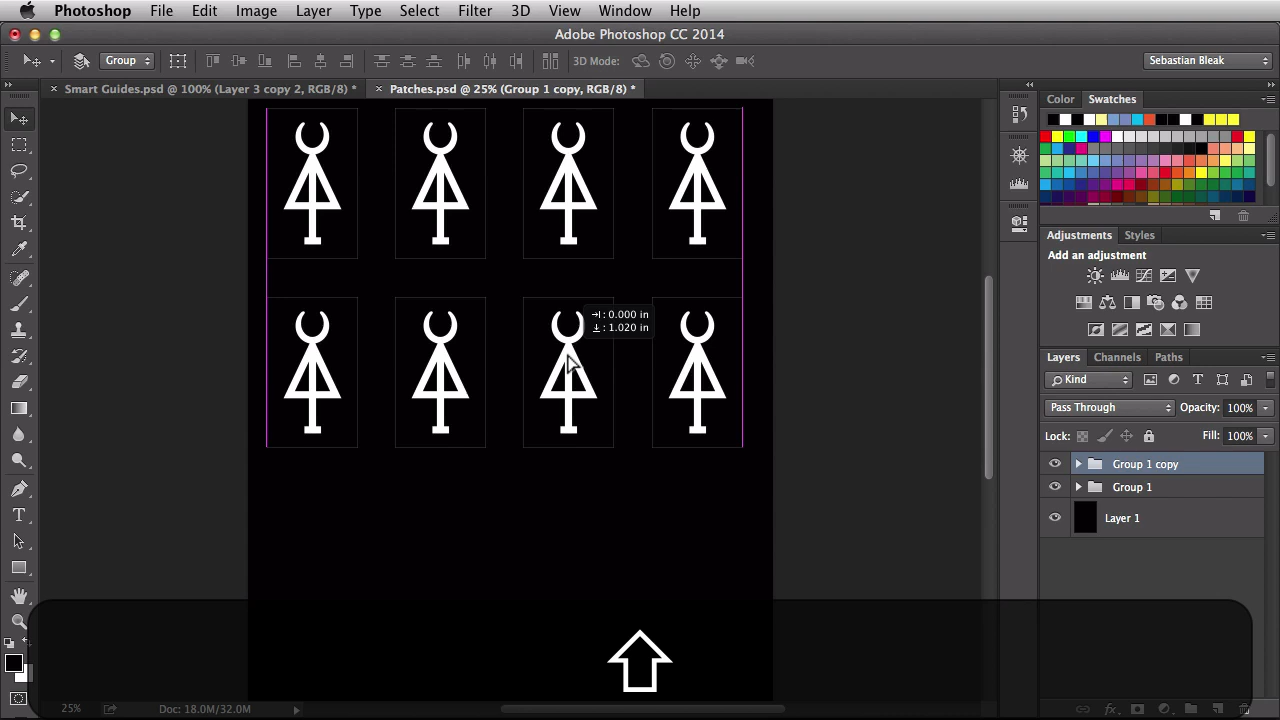 Photoshop File Edit Image Layer Type Select Filter 3D View Window Help
Adobe Photoshop CC 2014
Group 3D Mode: Sebastian Bleak
Smart Guides.psd @ 100% (Layer 3 copy 2, RGB/8) *
Patches.psd @ 25% (Group 1 copy, RGB/8) *
Color Swatches
Adjustments Styles
Add an adjustment
: 0.000 in
: 1.020 in
Layers Channels Paths
Kind
Pass Through Opacity: 100%
Lock: Fill: 100%
Group 1 copy
Group 1
Layer 1
T
25% Doc: 18.0M/32.0M